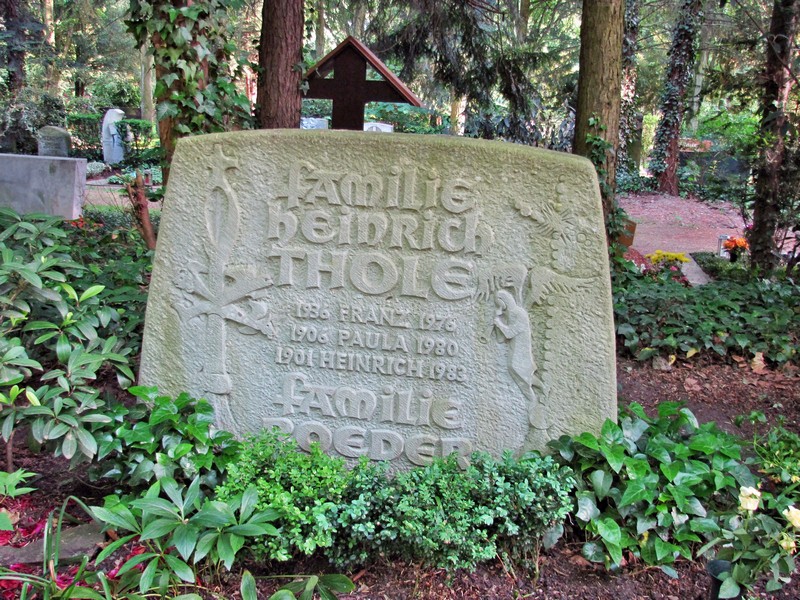 Familie
Heinrich
THOLE
1936 FRANZ 1976
1906 PAULA 1980
1901 HEINRICH 1983
Familie
ROEDER